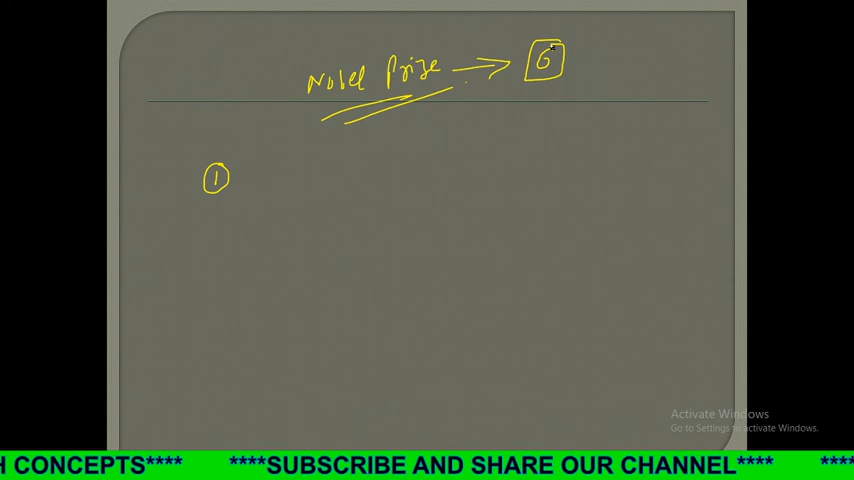 Nobel Prize → 6
1
Activate Windows
Go to Settings to activate Windows.
H CONCEPTS**** ****SUBSCRIBE AND SHARE OUR CHANNEL**** ****